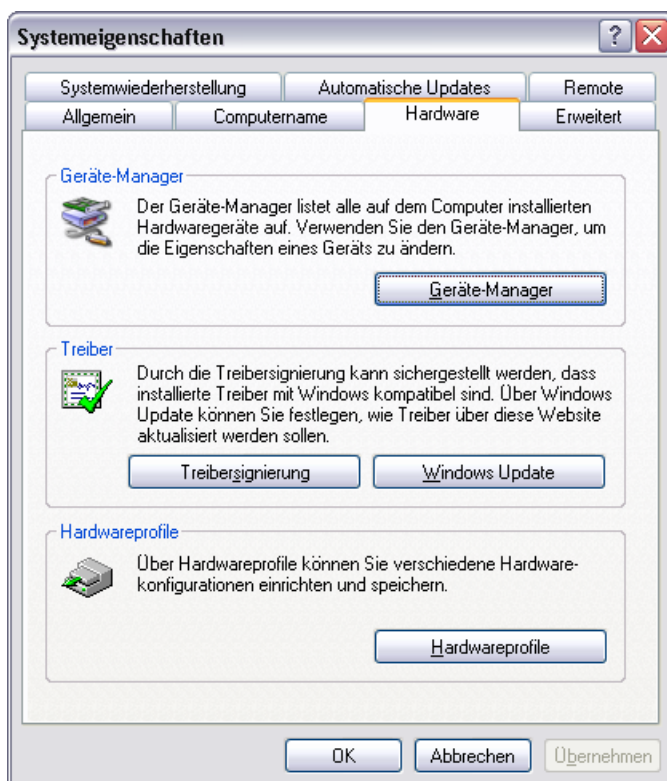 Systemeigenschaften
Systemwiederherstellung Automatische Updates Remote
Allgemein Computername Hardware Erweitert
Geräte-Manager
Der Geräte-Manager listet alle auf dem Computer installierten
Hardwaregeräte auf. Verwenden Sie den Geräte-Manager, um
die Eigenschaften eines Geräts zu ändern.
Geräte-Manager
Treiber
Durch die Treibersignierung kann sichergestellt werden, dass
installierte Treiber mit Windows kompatibel sind. Über Windows
Update können Sie festlegen, wie Treiber über diese Website
aktualisiert werden sollen.
Treibersignierung Windows Update
Hardwareprofile
Über Hardwareprofile können Sie verschiedene Hardware-
konfigurationen einrichten und speichern.
Hardwareprofile
OK Abbrechen Übernehmen